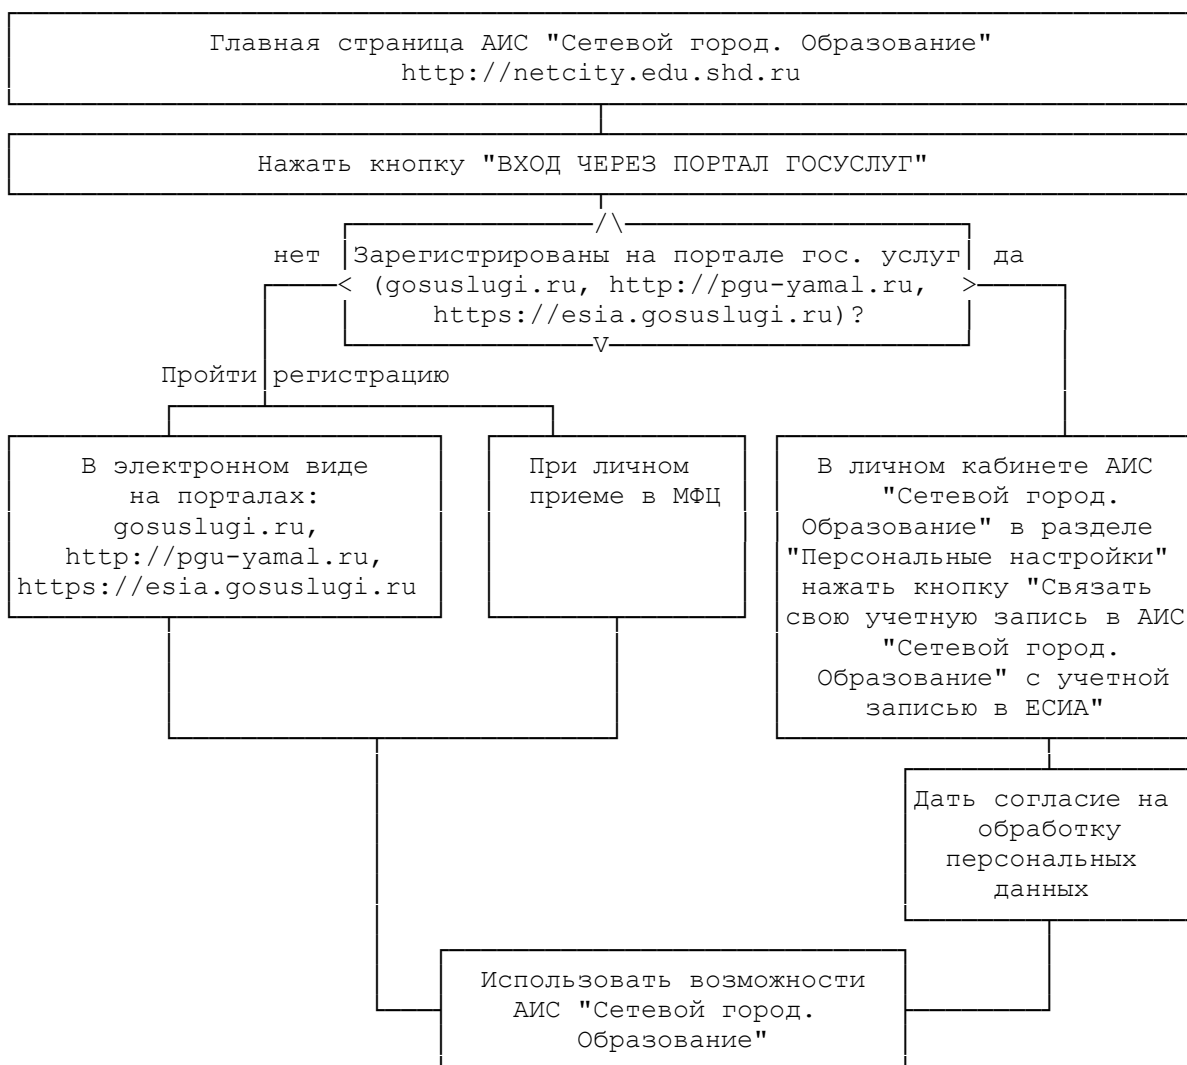 Главная страница АИС "Сетевой город. Образование"
http://netcity.edu.shd.ru
Нажать кнопку "ВХОД ЧЕРЕЗ ПОРТАЛ ГОСУСЛУГ"
нет
Зарегистрированы на портале гос. услуг
(gosuslugi.ru, http://pgu-yamal.ru,
https://esia.gosuslugi.ru)?
да
Пройти регистрацию
В электронном виде
на порталах:
gosuslugi.ru,
http://pgu-yamal.ru,
https://esia.gosuslugi.ru
При личном
приеме в МФЦ
В личном кабинете АИС
"Сетевой город.
Образование" в разделе
"Персональные настройки"
нажать кнопку "Связать
свою учетную запись в АИС
"Сетевой город.
Образование" с учетной
записью в ЕСИА"
Дать согласие на
обработку
персональных
данных
Использовать возможности
АИС "Сетевой город.
Образование"